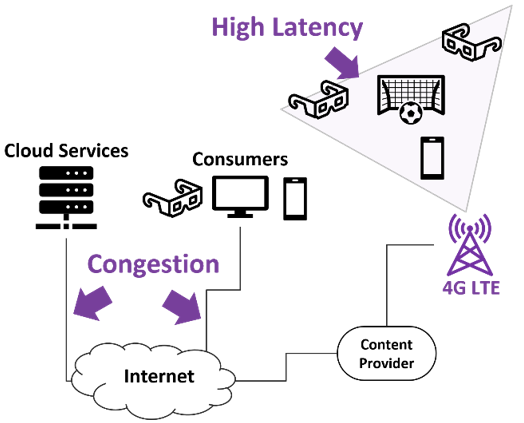 High Latency
Cloud Services
Consumers
Congestion
4G LTE
Internet
Content
Provider